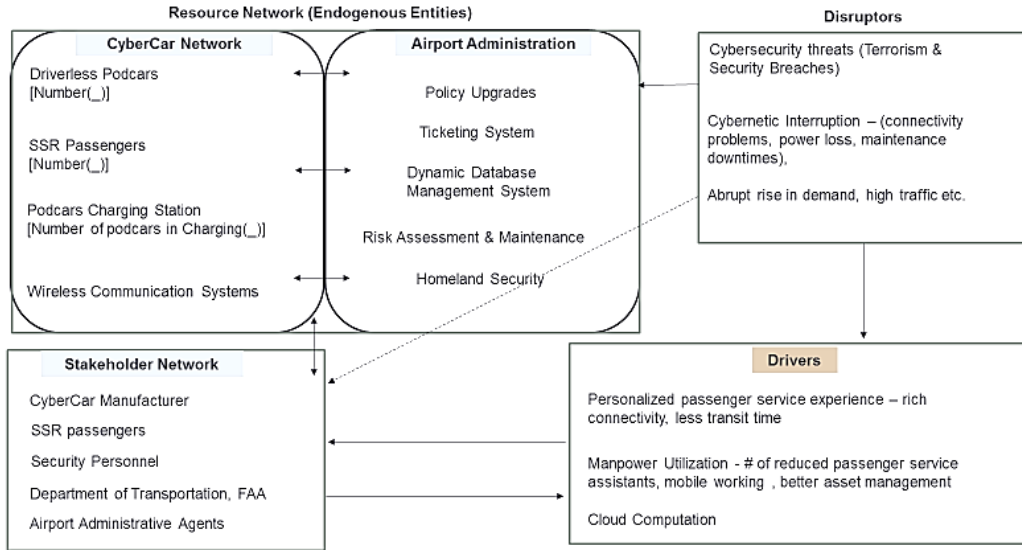 Resource Network (Endogenous Entities)
CyberCar Network
Driverless Podcars
[Number(_)]
SSR Passengers
[Number(_)]
Podcars Charging Station
[Number of podcars in Charging(_)]
Wireless Communication Systems
Airport Administration
Policy Upgrades
Ticketing System
Dynamic Database
Management System
Risk Assessment & Maintenance
Homeland Security
Disruptors
Cybersecurity threats (Terrorism &
Security Breaches)
Cybernetic Interruption – (connectivity
problems, power loss, maintenance
downtimes),
Abrupt rise in demand, high traffic etc.
Stakeholder Network
CyberCar Manufacturer
SSR passengers
Security Personnel
Department of Transportation, FAA
Airport Administrative Agents
Drivers
Personalized passenger service experience – rich
connectivity, less transit time
Manpower Utilization - # of reduced passenger service
assistants, mobile working , better asset management
Cloud Computation